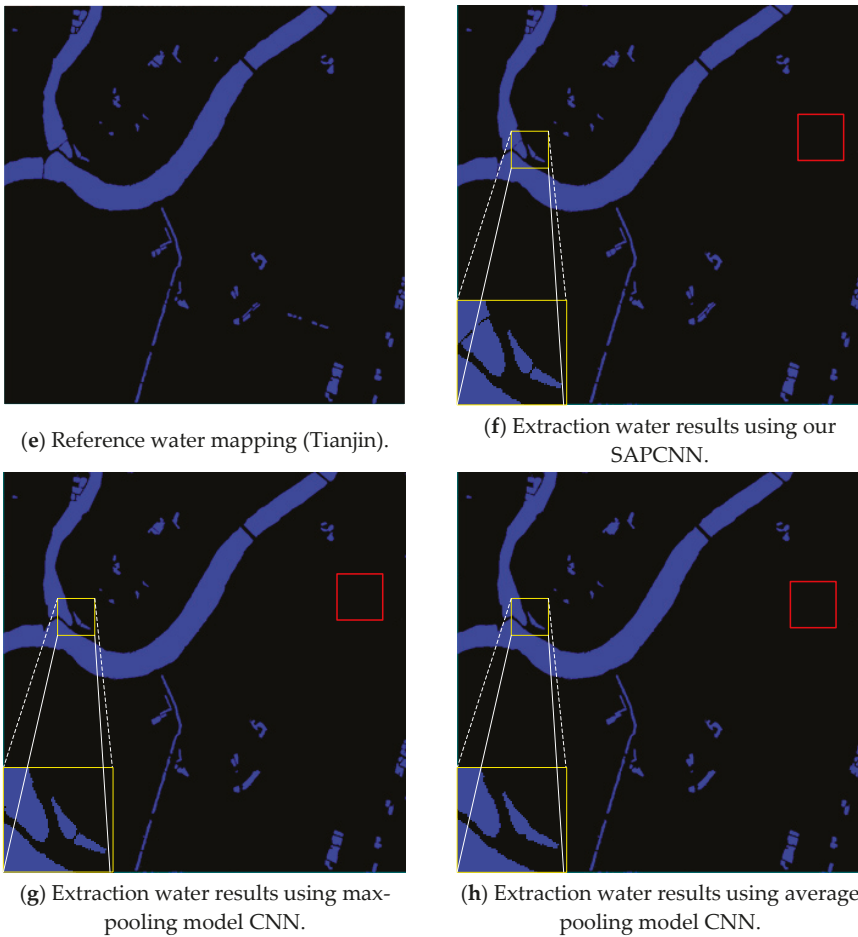 (e) Reference water mapping (Tianjin).
(f) Extraction water results using our
SAPCNN.
(g) Extraction water results using max-
pooling model CNN.
(h) Extraction water results using average
pooling model CNN.